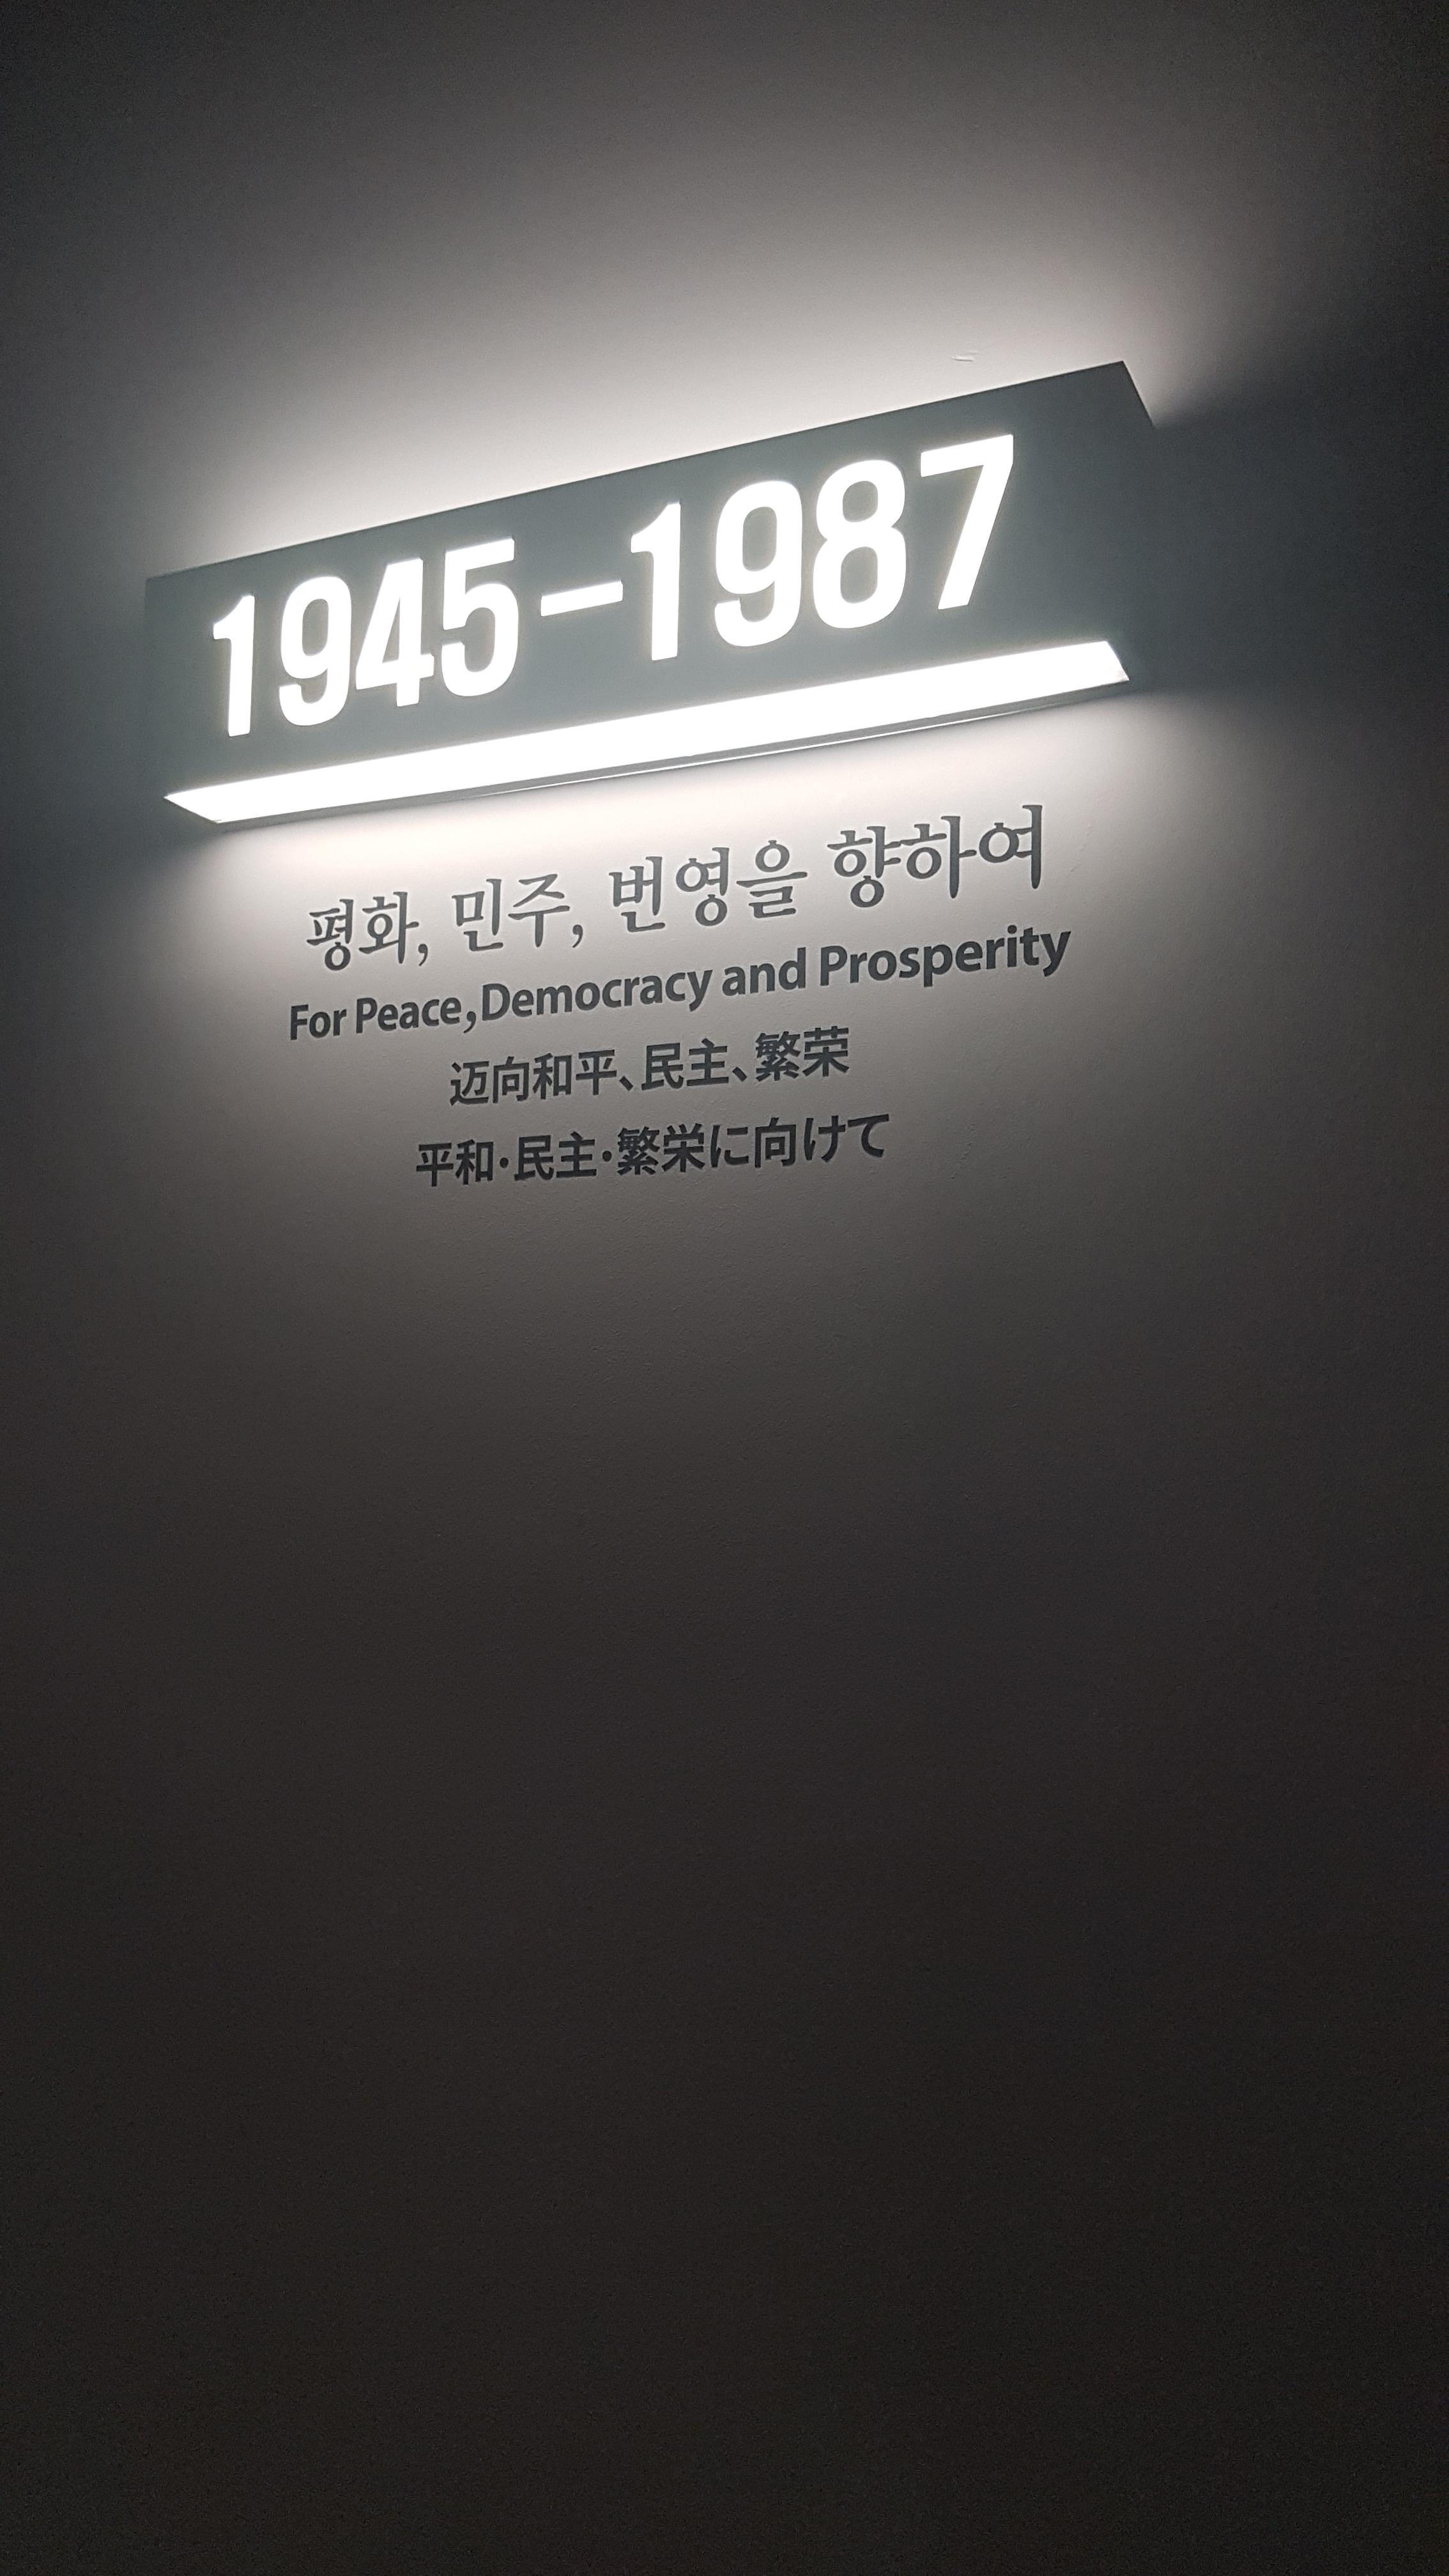 1945-1987
평화, 민주, 번영을 향하여
For Peace, Democracy and Prosperity
迈向和平、民主、繁荣
平和·民主·繁栄に向けて